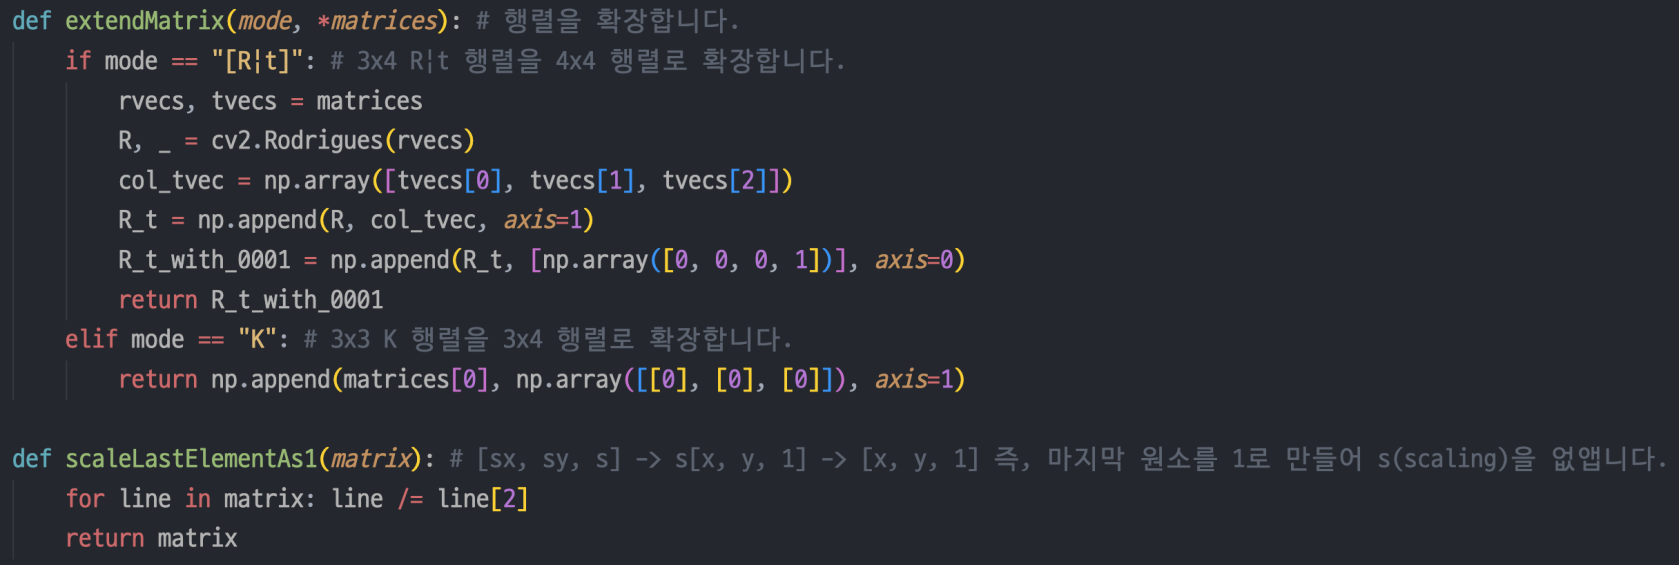 def extendMatrix(mode, *matrices): # 행렬을 확장합니다.
    if mode == "[R¦t]": # 3x4 R¦t 행렬을 4x4 행렬로 확장합니다.
        rvecs, tvecs = matrices
        R, _ = cv2.Rodrigues(rvecs)
        col_tvec = np.array([tvecs[0], tvecs[1], tvecs[2]])
        R_t = np.append(R, col_tvec, axis=1)
        R_t_with_0001 = np.append(R_t, [np.array([0, 0, 0, 1])], axis=0)
        return R_t_with_0001
    elif mode == "K": # 3x3 K 행렬을 3x4 행렬로 확장합니다.
        return np.append(matrices[0], np.array([[0], [0], [0]]), axis=1)

def scaleLastElementAs1(matrix): # [sx, sy, s] -> s[x, y, 1] -> [x, y, 1] 즉, 마지막 원소를 1로 만들어 s(scaling)을 없앱니다.
    for line in matrix: line /= line[2]
    return matrix